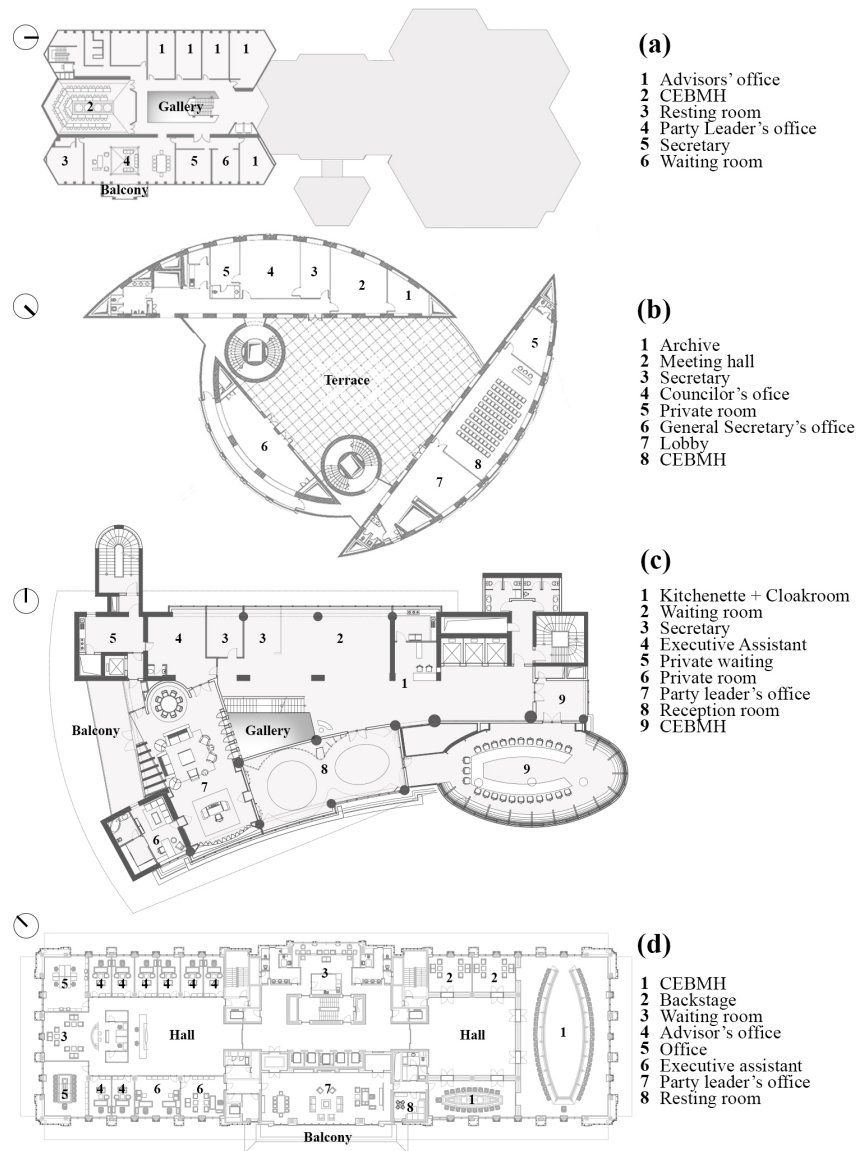 (a)
1 Advisors' office
2 CEBMH
3 Resting room
4 Party Leader's office
5 Secretary
6 Waiting room
1 1 1 1
2 Gallery
3 4 5 6 1
Balcony
(b)
1 Archive
2 Meeting hall
3 Secretary
4 Councilor's ofice
5 Private room
6 General Secretary's office
7 Lobby
8 CEBMH
5 4 3 2 1
5
Terrace
6
8
7
(c)
1 Kitchenette + Cloakroom
2 Waiting room
3 Secretary
4 Executive Assistant
5 Private waiting
6 Private room
7 Party leader's office
8 Reception room
9 CEBMH
5 4 3 3 2
1
9
Balcony
Gallery
8 9
7
6
(d)
1 CEBMH
2 Backstage
3 Waiting room
4 Advisor's office
5 Office
6 Executive assistant
7 Party leader's office
8 Resting room
5 4 4 4 4 4 4 3 2 2
3 Hall Hall 1
5 4 4 6 6 7 8 1
Balcony